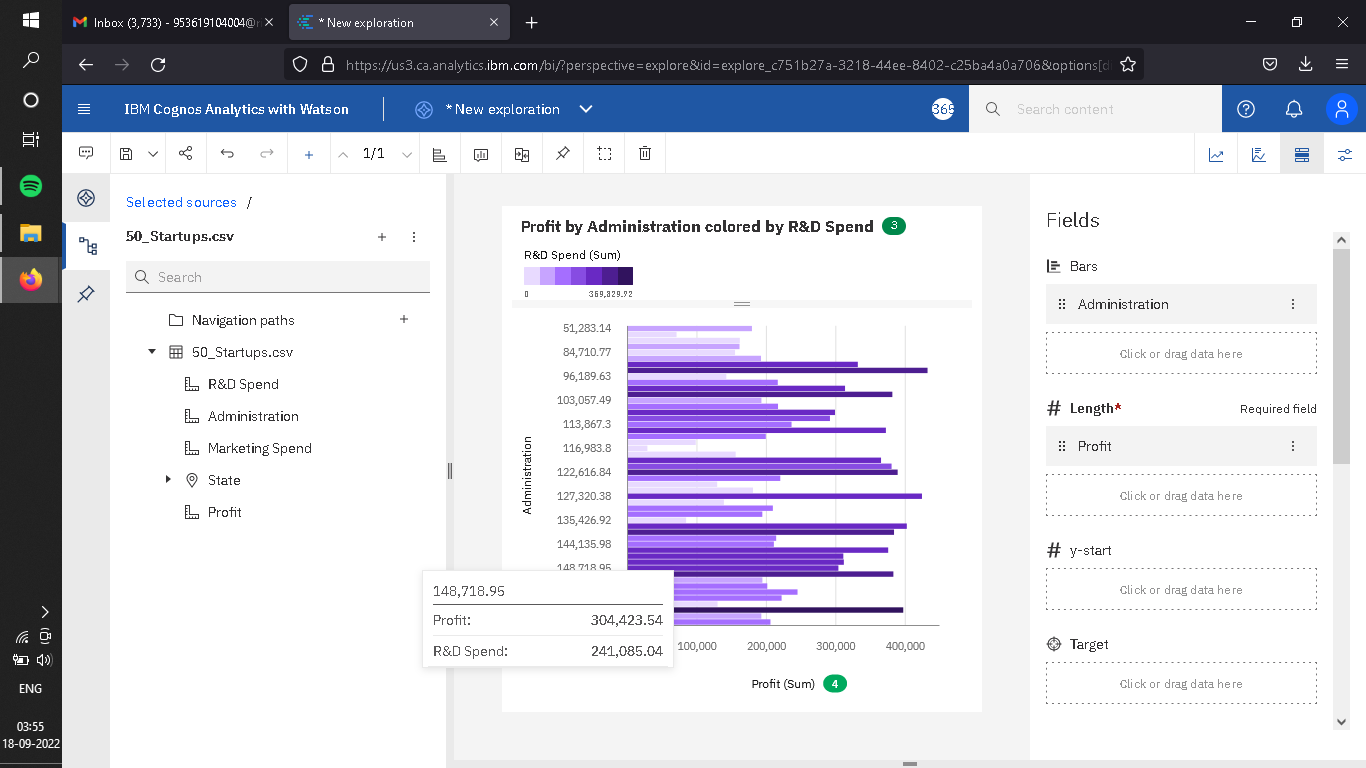 Inbox (3,733) - 953619104004@r
* New exploration
https://us3.ca.analytics.ibm.com/bi/?perspective=explore&id=explore_c751b27a-3218-44ee-8402-c25ba4a0a706&options[d
IBM Cognos Analytics with Watson
* New exploration
365
Search content
1/1
Selected sources /
50_Startups.csv
Search
Navigation paths
50_Startups.csv
R&D Spend
Administration
Marketing Spend
State
Profit
Profit by Administration colored by R&D Spend 3
R&D Spend (Sum)
0 369,829.92
Administration
51,283.14
84,710.77
96,189.63
103,057.49
113,867.3
116,983.8
122,616.84
127,320.38
135,426.92
144,135.98
148,718.95
148,718.95
Profit: 304,423.54
R&D Spend: 241,085.04
100,000 200,000 300,000 400,000
Profit (Sum) 4
Fields
Bars
Administration
Click or drag data here
Length* Required field
Profit
Click or drag data here
y-start
Click or drag data here
Target
Click or drag data here
ENG
03:55
18-09-2022